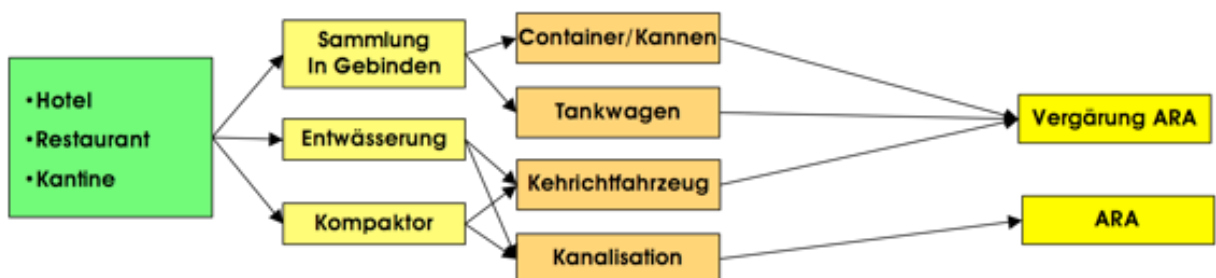 •Hotel
•Restaurant
•Kantine
Sammlung
In Gebinden
Entwässerung
Kompaktor
Container/Kannen
Tankwagen
Kehrichtfahrzeug
Kanalisation
Vergärung ARA
ARA